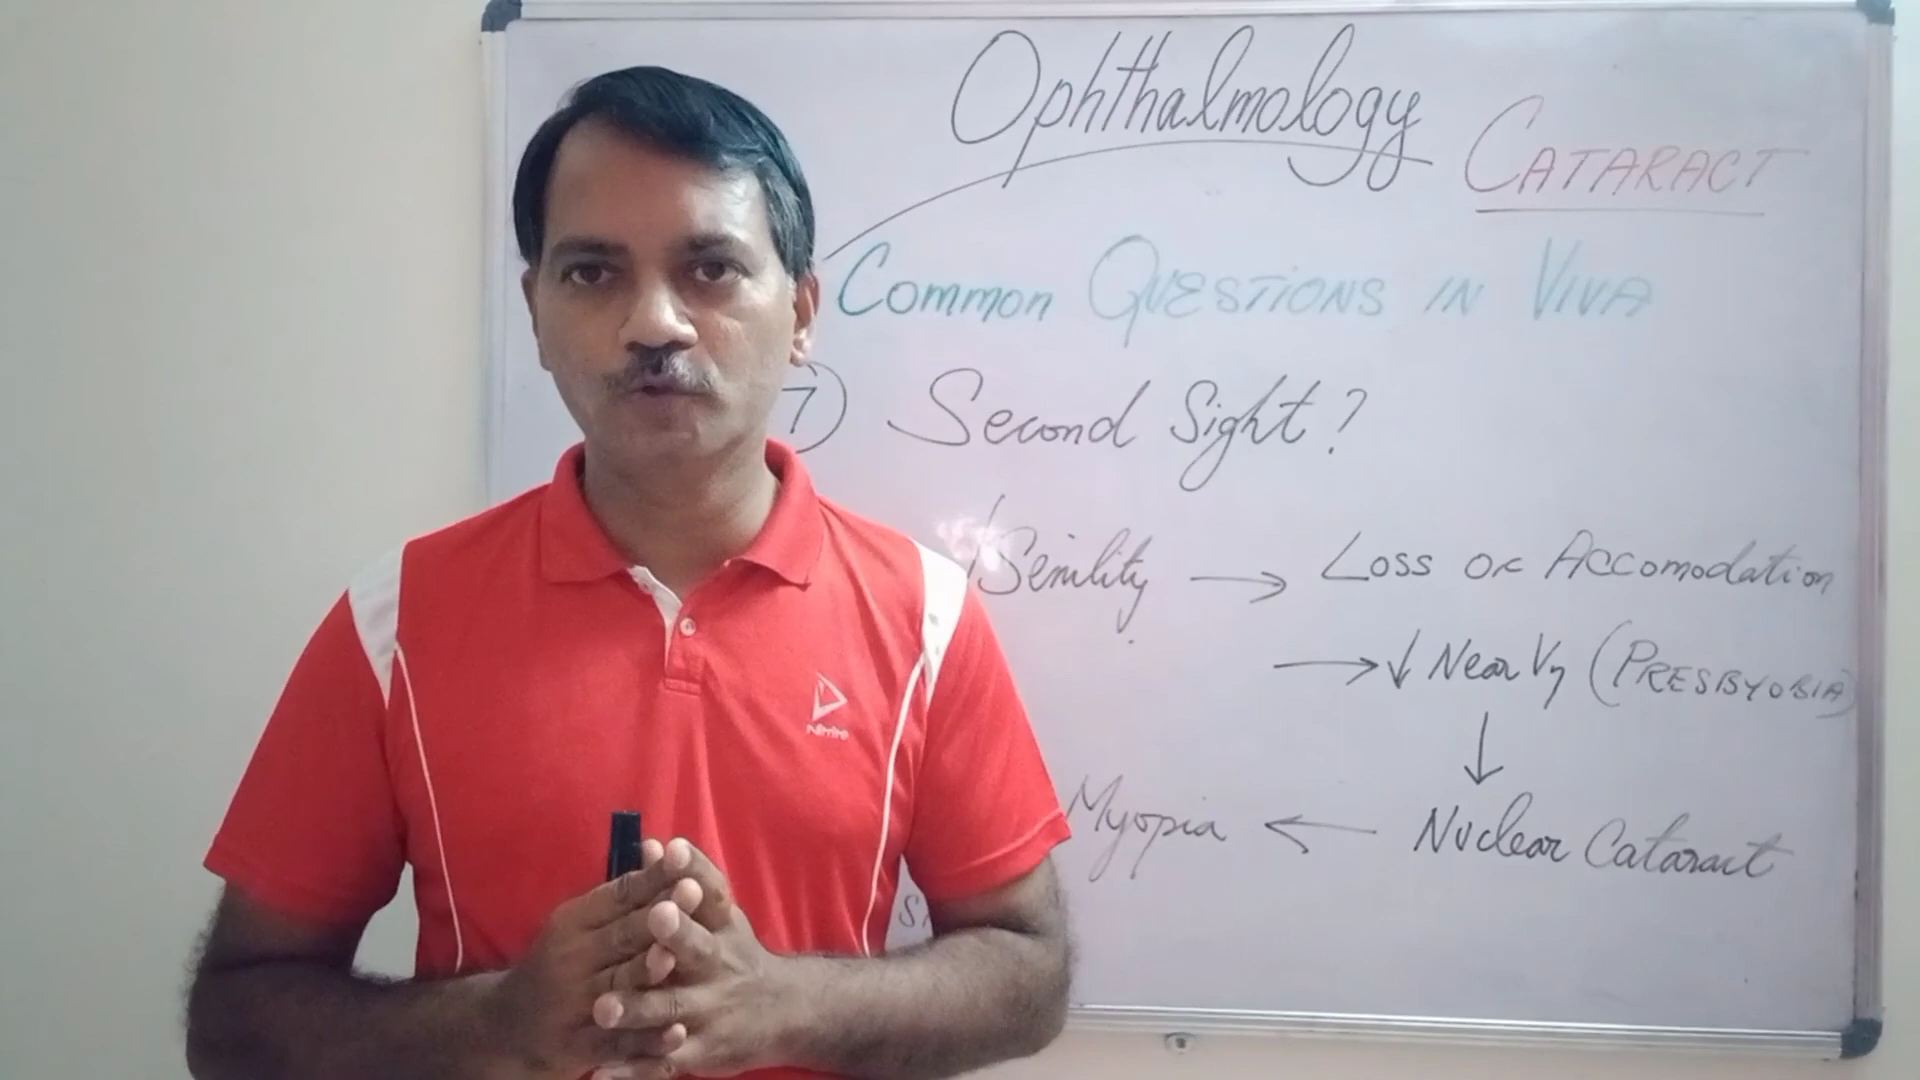 Ophthalmology
CATARACT
COMMON QUESTIONS IN VIVA
7) Second Sight?
Senility → LOSS OF ACCOMODATION
→ ↓ Near Vn (PRESBYOBIA)
↓
Myopia ← Nuclear Cataract